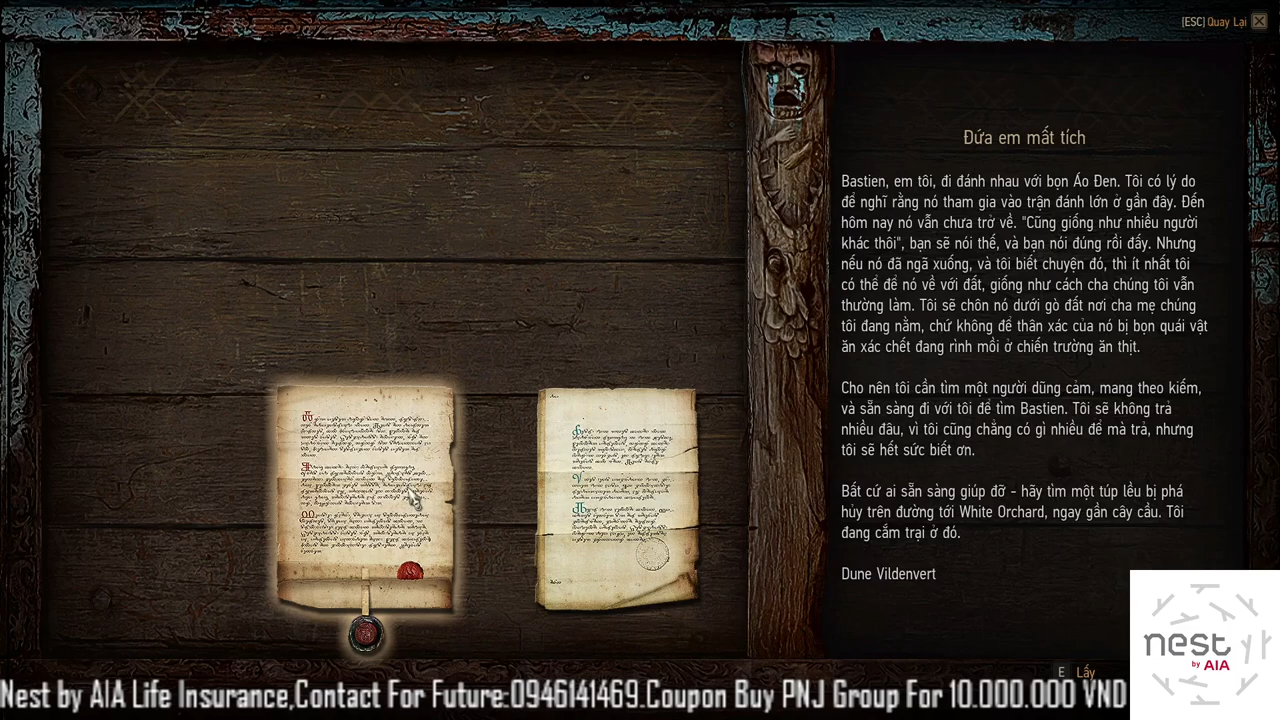 [ESC] Quay Lại
Đứa em mất tích
Bastien, em tôi, đi đánh nhau với bọn Áo Đen. Tôi có lý do
để nghĩ rằng nó tham gia vào trận đánh lớn ở gần đây. Đến
hôm nay nó vẫn chưa trở về. "Cũng giống như nhiều người
khác thôi", bạn sẽ nói thế, và bạn nói đúng rồi đấy. Nhưng
nếu nó đã ngã xuống, và tôi biết chuyện đó, thì ít nhất tôi
có thể để nó về với đất, giống như cách cha chúng tôi vẫn
thường làm. Tôi sẽ chôn nó dưới gò đất nơi cha mẹ chúng
tôi đang nằm, chứ không để thân xác của nó bị bọn quái vật
ăn xác chết đang rình mồi ở chiến trường ăn thịt.
Cho nên tôi cần tìm một người dũng cảm, mang theo kiếm,
và sẵn sàng đi với tôi để tìm Bastien. Tôi sẽ không trả
nhiều đâu, vì tôi cũng chẳng có gì nhiều để mà trả, nhưng
tôi sẽ hết sức biết ơn.
Bất cứ ai sẵn sàng giúp đỡ - hãy tìm một túp lều bị phá
hủy trên đường tới White Orchard, ngay gần cây cầu. Tôi
đang cắm trại ở đó.
Dune Vildenvert
E Lấy
nest
by AIA
Nest by AIA Life Insurance,Contact For Future:0946141469.Coupon Buy PNJ Group For 10.000.000 VND